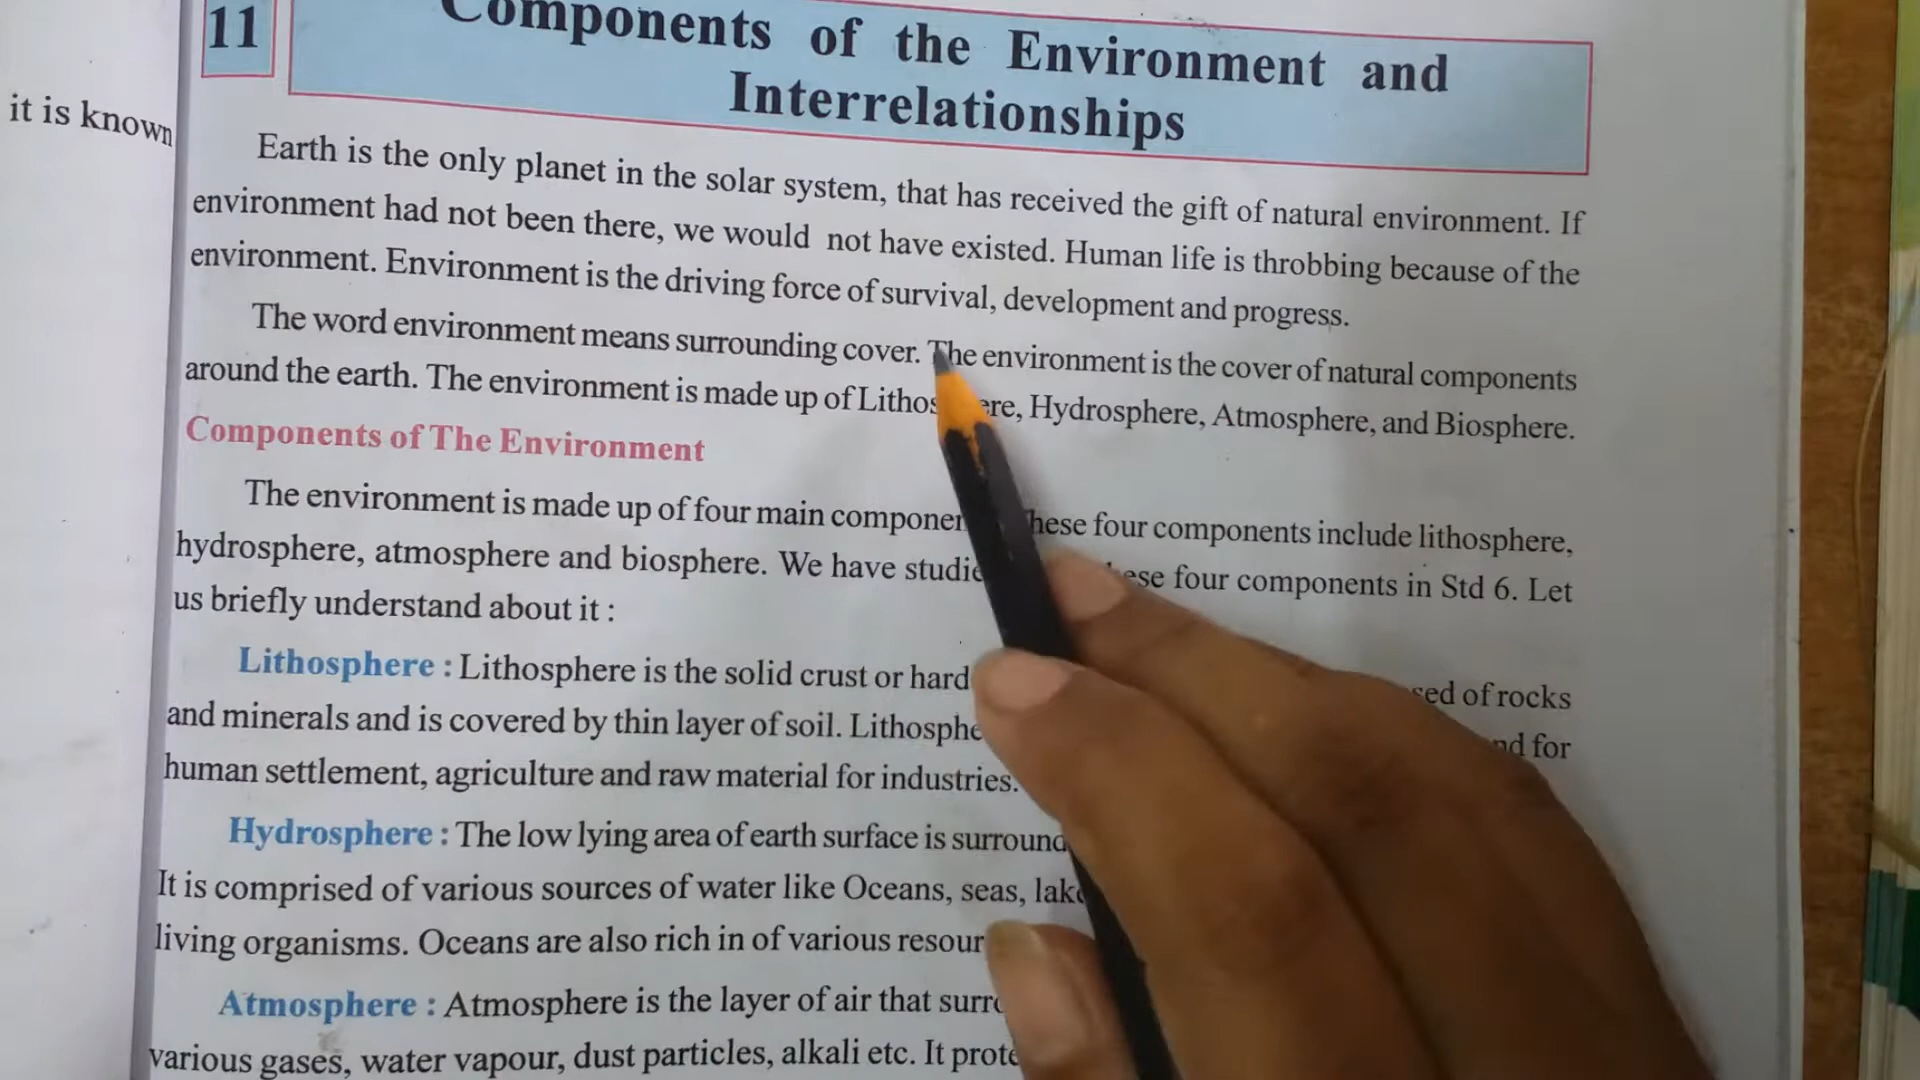 it is known
11
Components of the Environment and
Interrelationships
Earth is the only planet in the solar system, that has received the gift of natural environment. If
environment had not been there, we would not have existed. Human life is throbbing because of the
environment. Environment is the driving force of survival, development and progress.
The word environment means surrounding cover. The environment is the cover of natural components
around the earth. The environment is made up of Lithosphere, Hydrosphere, Atmosphere, and Biosphere.
Components of The Environment
The environment is made up of four main These four components include lithosphere,
hydrosphere, atmosphere and biosphere. We have these four components in Std 6. Let
us briefly understand about it :
Lithosphere : Lithosphere is the solid crust or hard of rocks
and minerals and is covered by thin layer of soil. for
human settlement, agriculture and raw material for industries.
Hydrosphere : The low lying area of earth surface is
It is comprised of various sources of water like Oceans, seas,
living organisms. Oceans are also rich in of various
Atmosphere : Atmosphere is the layer of air that
various gases, water vapour, dust particles, alkali etc. It